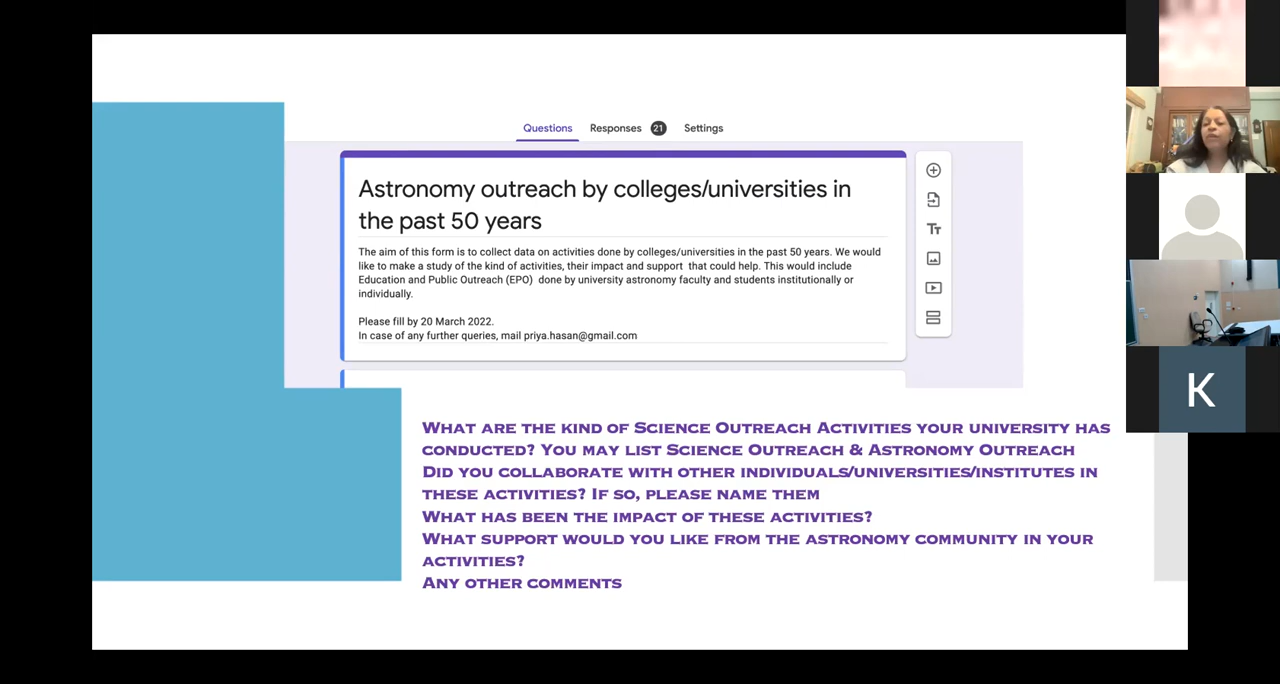 Questions Responses 21 Settings
Astronomy outreach by colleges/universities in
the past 50 years
The aim of this form is to collect data on activities done by colleges/universities in the past 50 years. We would
like to make a study of the kind of activities, their impact and support that could help. This would include
Education and Public Outreach (EPO) done by university astronomy faculty and students institutionally or
individually.
Please fill by 20 March 2022.
In case of any further queries, mail priya.hasan@gmail.com
Tт
What are the kind of Science Outreach Activities your university has
conducted? You may list Science Outreach & Astronomy Outreach
Did you collaborate with other individuals/universities/institutes in
these activities? If so, please name them
What has been the impact of these activities?
What support would you like from the astronomy community in your
activities?
Any other comments
K